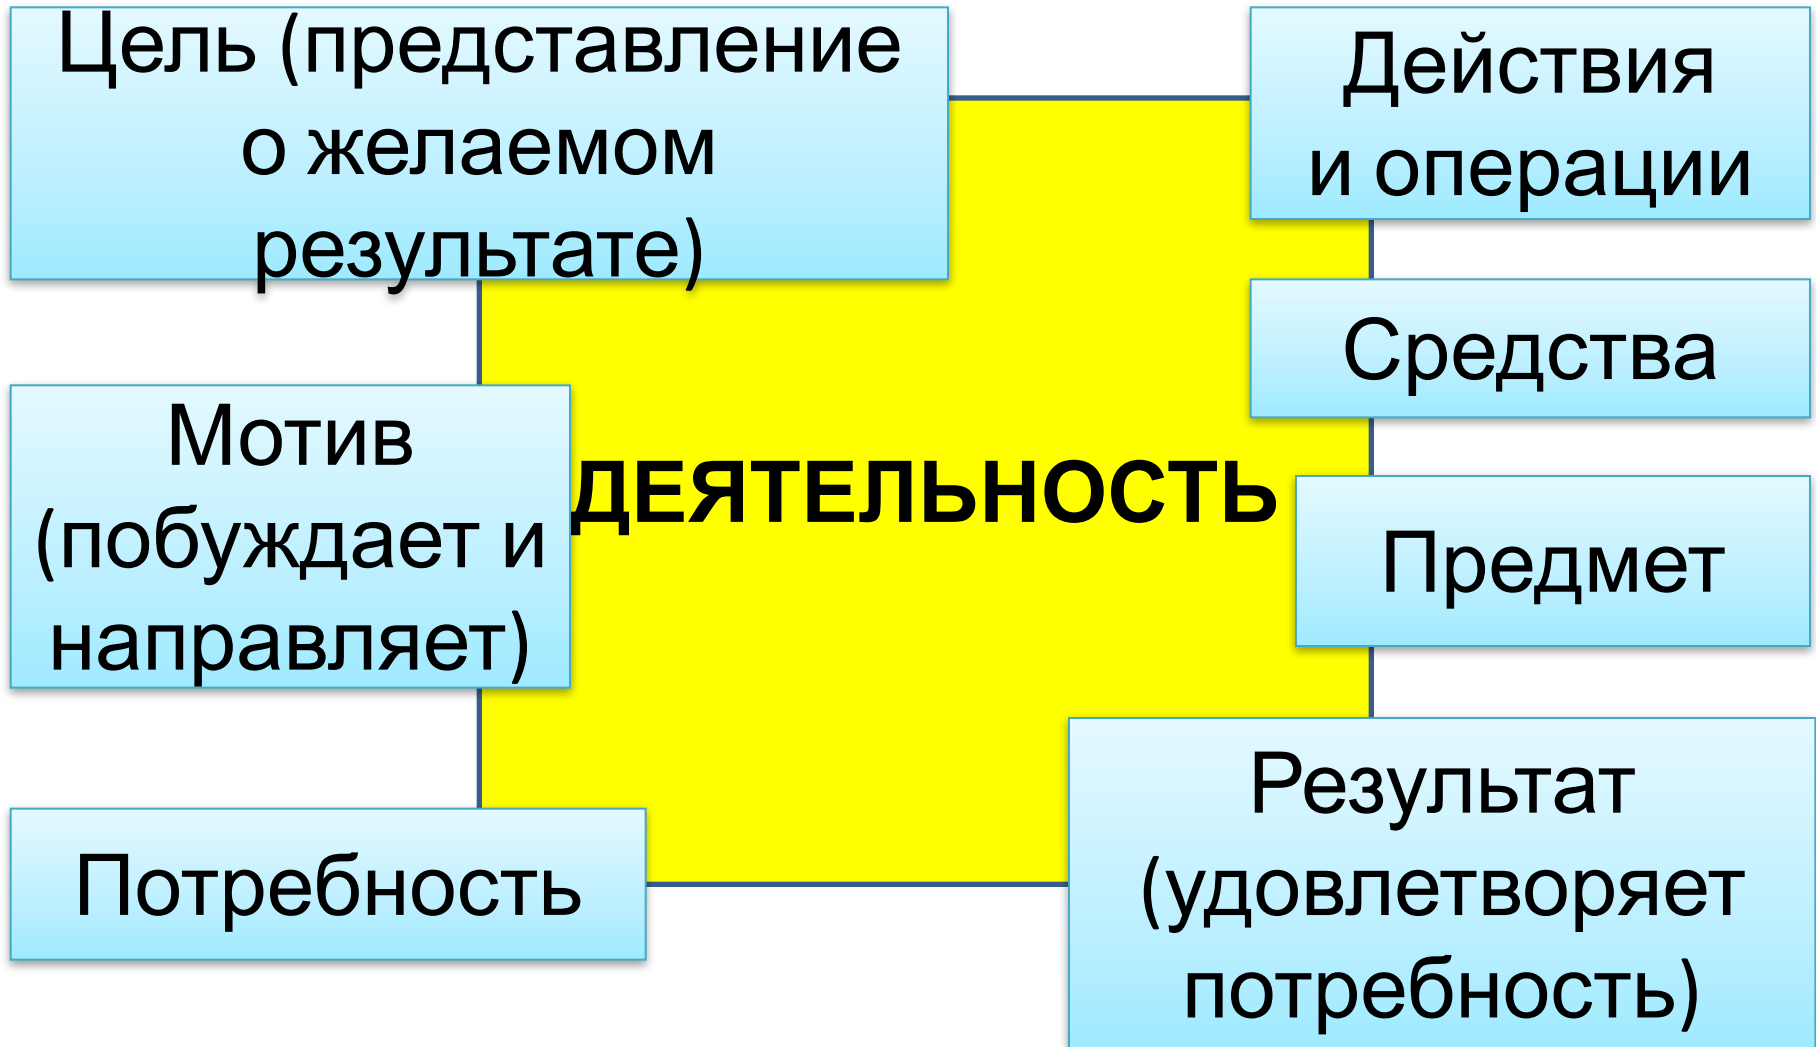 Цель (представление
о желаемом
результате)
Мотив
(побуждает и
направляет)
Потребность
ДЕЯТЕЛЬНОСТЬ
Действия
и операции
Средства
Предмет
Результат
(удовлетворяет
потребность)